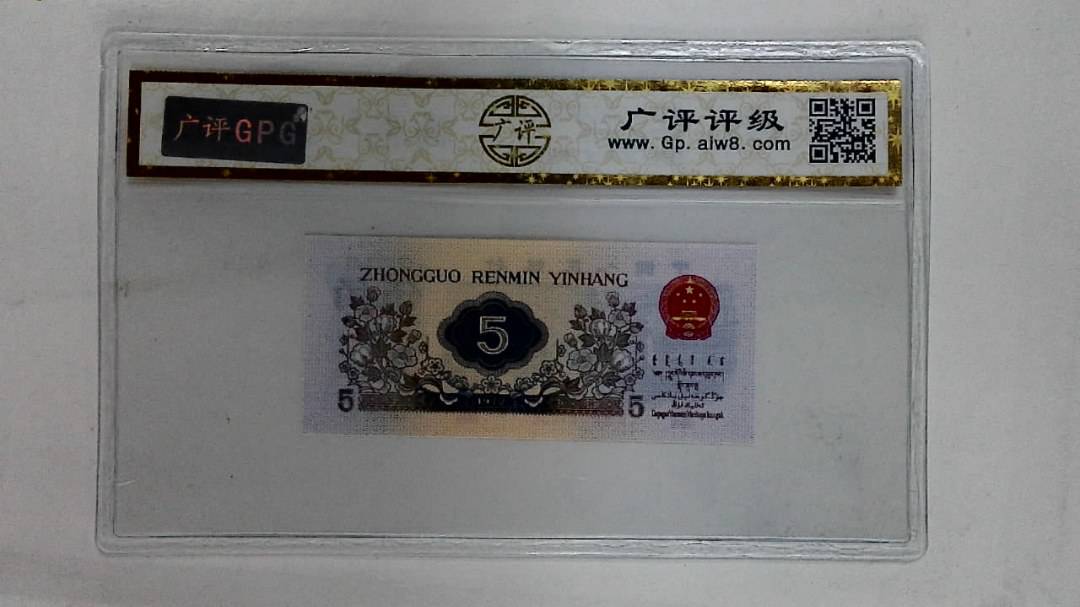 广评GPG
广评
广评评级
www. Gp. alw8. com
ZHONGGUO RENMIN YINHANG
5
5
5